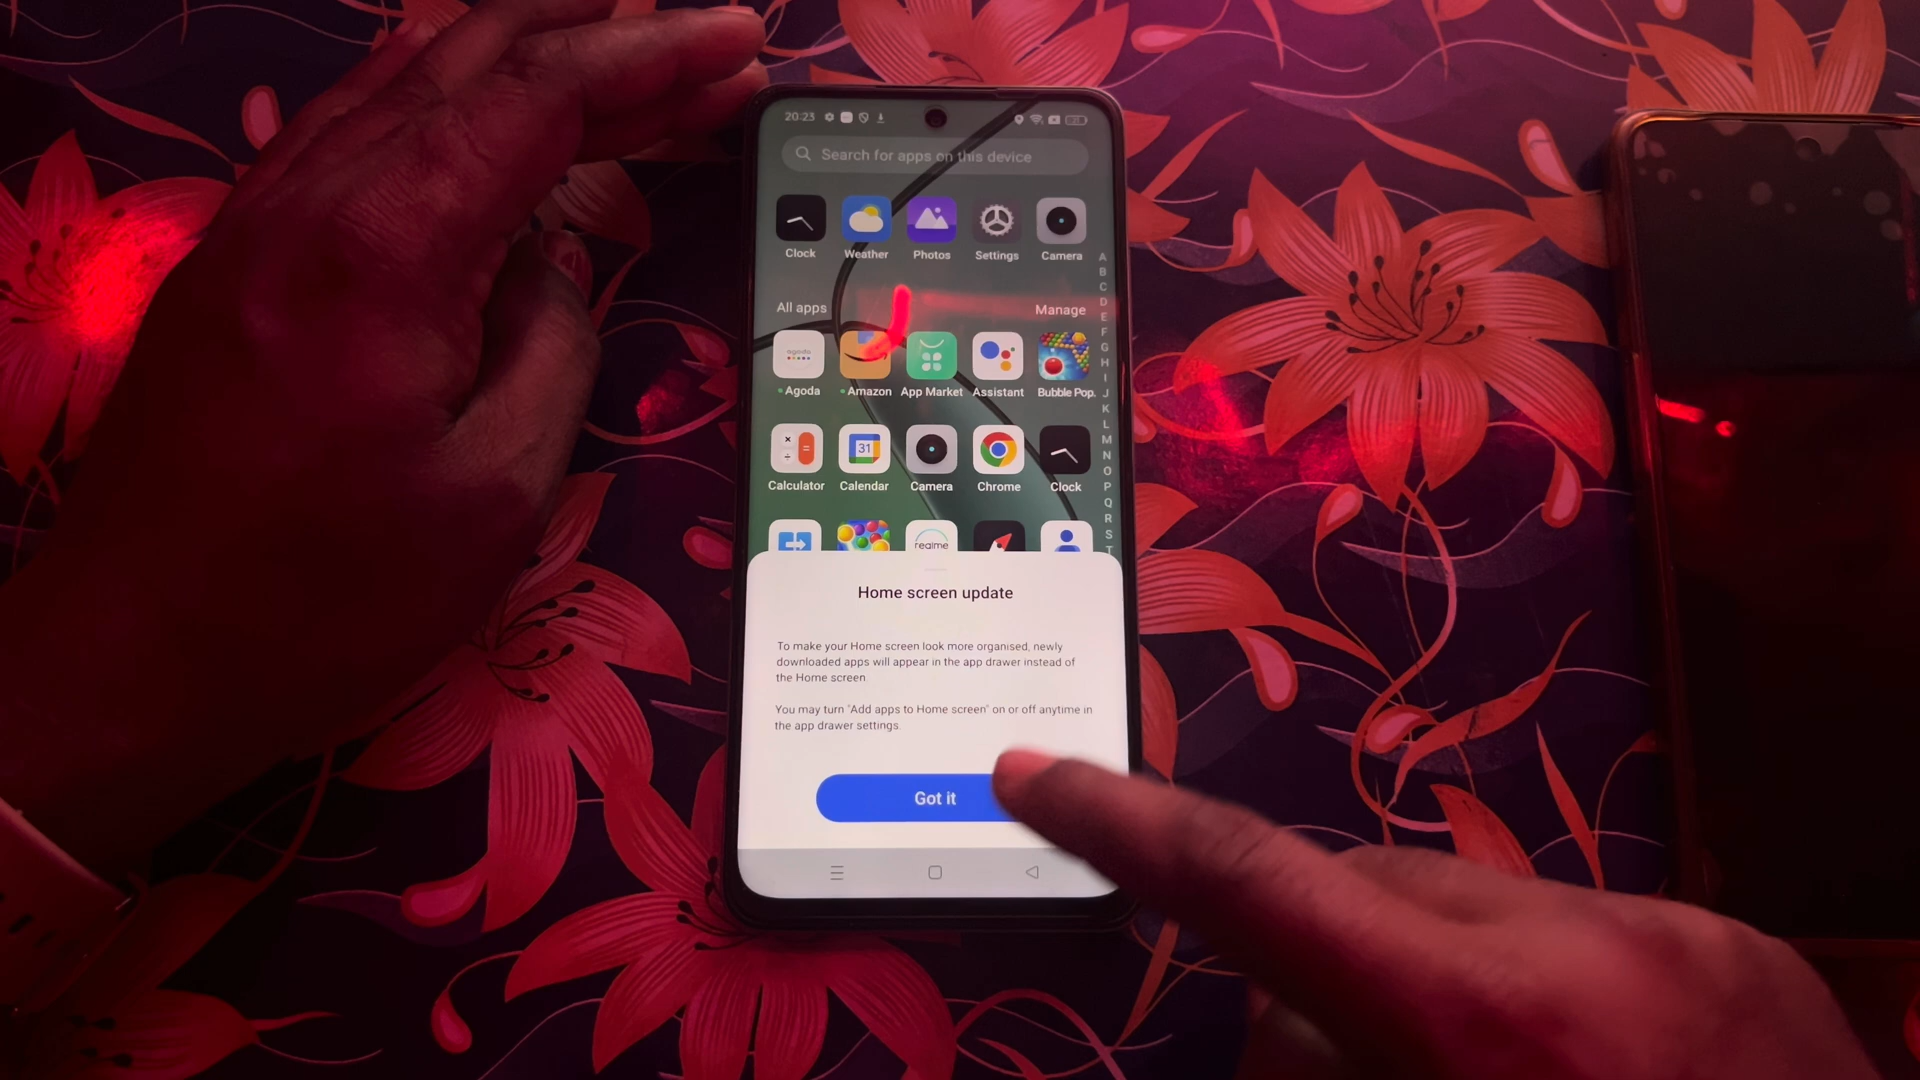 20:23
Search for apps on this device
Clock Weather Photos Settings Camera
All apps Manage
agoda
Agoda Amazon App Market Assistant Bubble Pop.
31
Calculator Calendar Camera Chrome Clock
realme
A
B
C
D
E
F
G
H
I
J
K
L
M
N
O
P
Q
R
S
T
Home screen update
To make your Home screen look more organised, newly
downloaded apps will appear in the app drawer instead of
the Home screen.
You may turn "Add apps to Home screen" on or off anytime in
the app drawer settings.
Got it